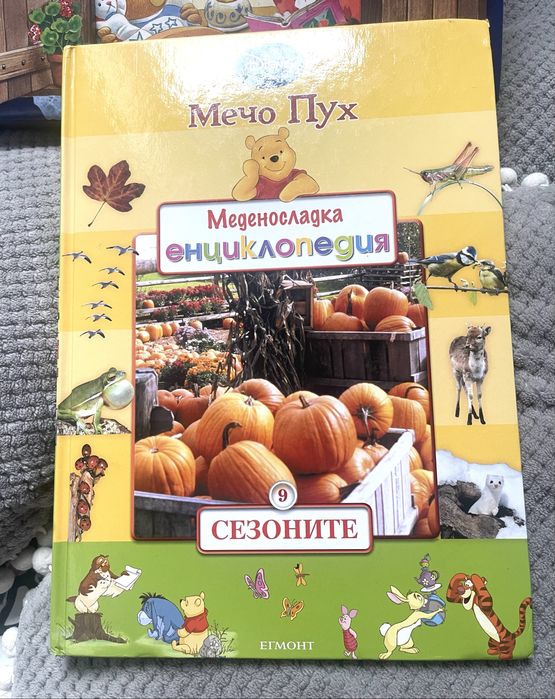 Мечо Пух
Меденосладка
енциклопедия
9
СЕЗОНИТЕ
ЕГМОНТ